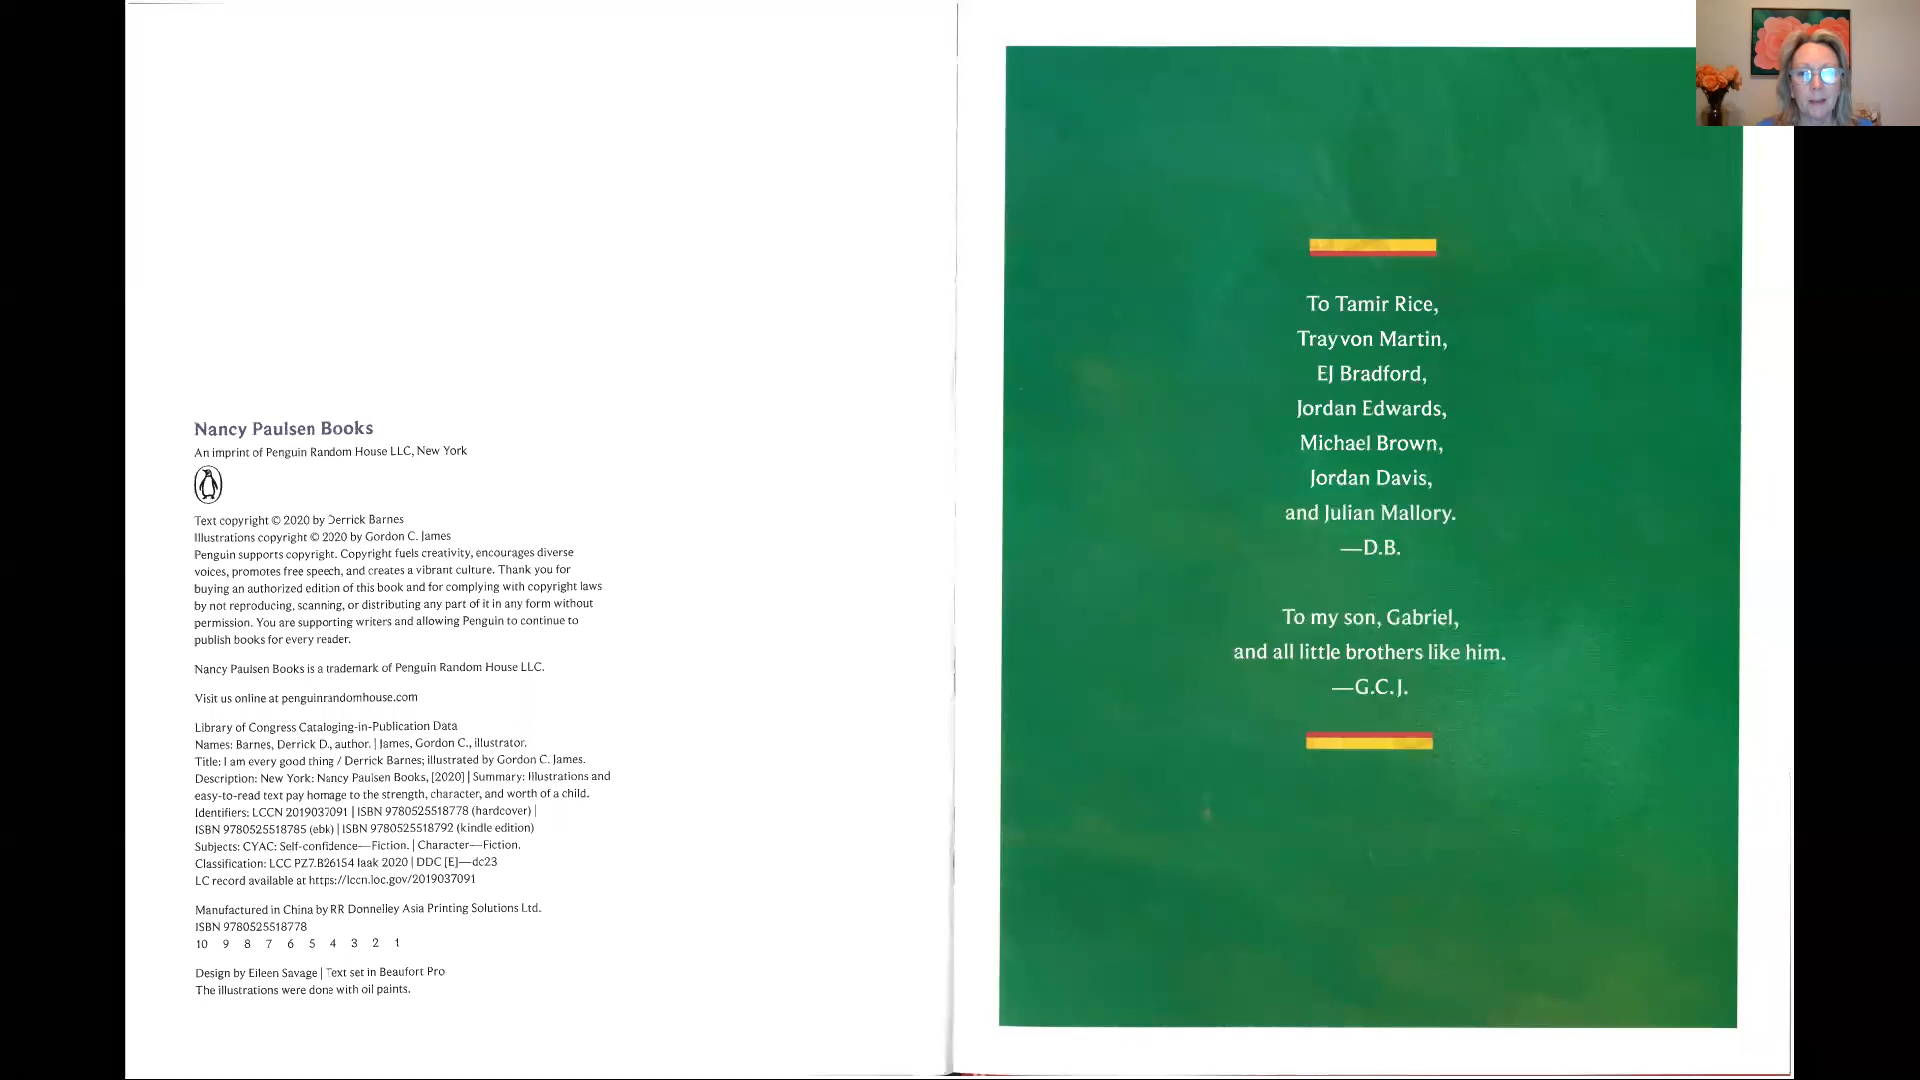 Nancy Paulsen Books
An imprint of Penguin Random House LLC, New York
Text copyright © 2020 by Derrick Barnes
Illustrations copyright © 2020 by Gordon C. James
Penguin supports copyright. Copyright fuels creativity, encourages diverse
voices, promotes free speech, and creates a vibrant culture. Thank you for
buying an authorized edition of this book and for complying with copyright laws
by not reproducing, scanning, or distributing any part of it in any form without
permission. You are supporting writers and allowing Penguin to continue to
publish books for every reader.
Nancy Paulsen Books is a trademark of Penguin Random House LLC.
Visit us online at penguinrandomhouse.com
Library of Congress Cataloging-in-Publication Data
Names: Barnes, Derrick D., author. | James, Gordon C., illustrator.
Title: I am every good thing / Derrick Barnes; illustrated by Gordon C. James.
Description: New York: Nancy Paulsen Books, [2020] | Summary: Illustrations and
easy-to-read text pay homage to the strength, character, and worth of a child.
Identifiers: LCCN 2019037091 | ISBN 9780525518778 (hardcover) |
ISBN 9780525518785 (ebk) | ISBN 9780525518792 (kindle edition)
Subjects: CYAC: Self-confidence—Fiction. | Character—Fiction.
Classification: LCC PZ7.B26154 Iaak 2020 | DDC [E]—dc23
LC record available at https://lccn.loc.gov/2019037091
Manufactured in China by RR Donnelley Asia Printing Solutions Ltd.
ISBN 9780525518778
10 9 8 7 6 5 4 3 2 1
Design by Eileen Savage | Text set in Beaufort Pro
The illustrations were done with oil paints.
To Tamir Rice,
Trayvon Martin,
EJ Bradford,
Jordan Edwards,
Michael Brown,
Jordan Davis,
and Julian Mallory.
—D.B.
To my son, Gabriel,
and all little brothers like him.
—G.C.J.